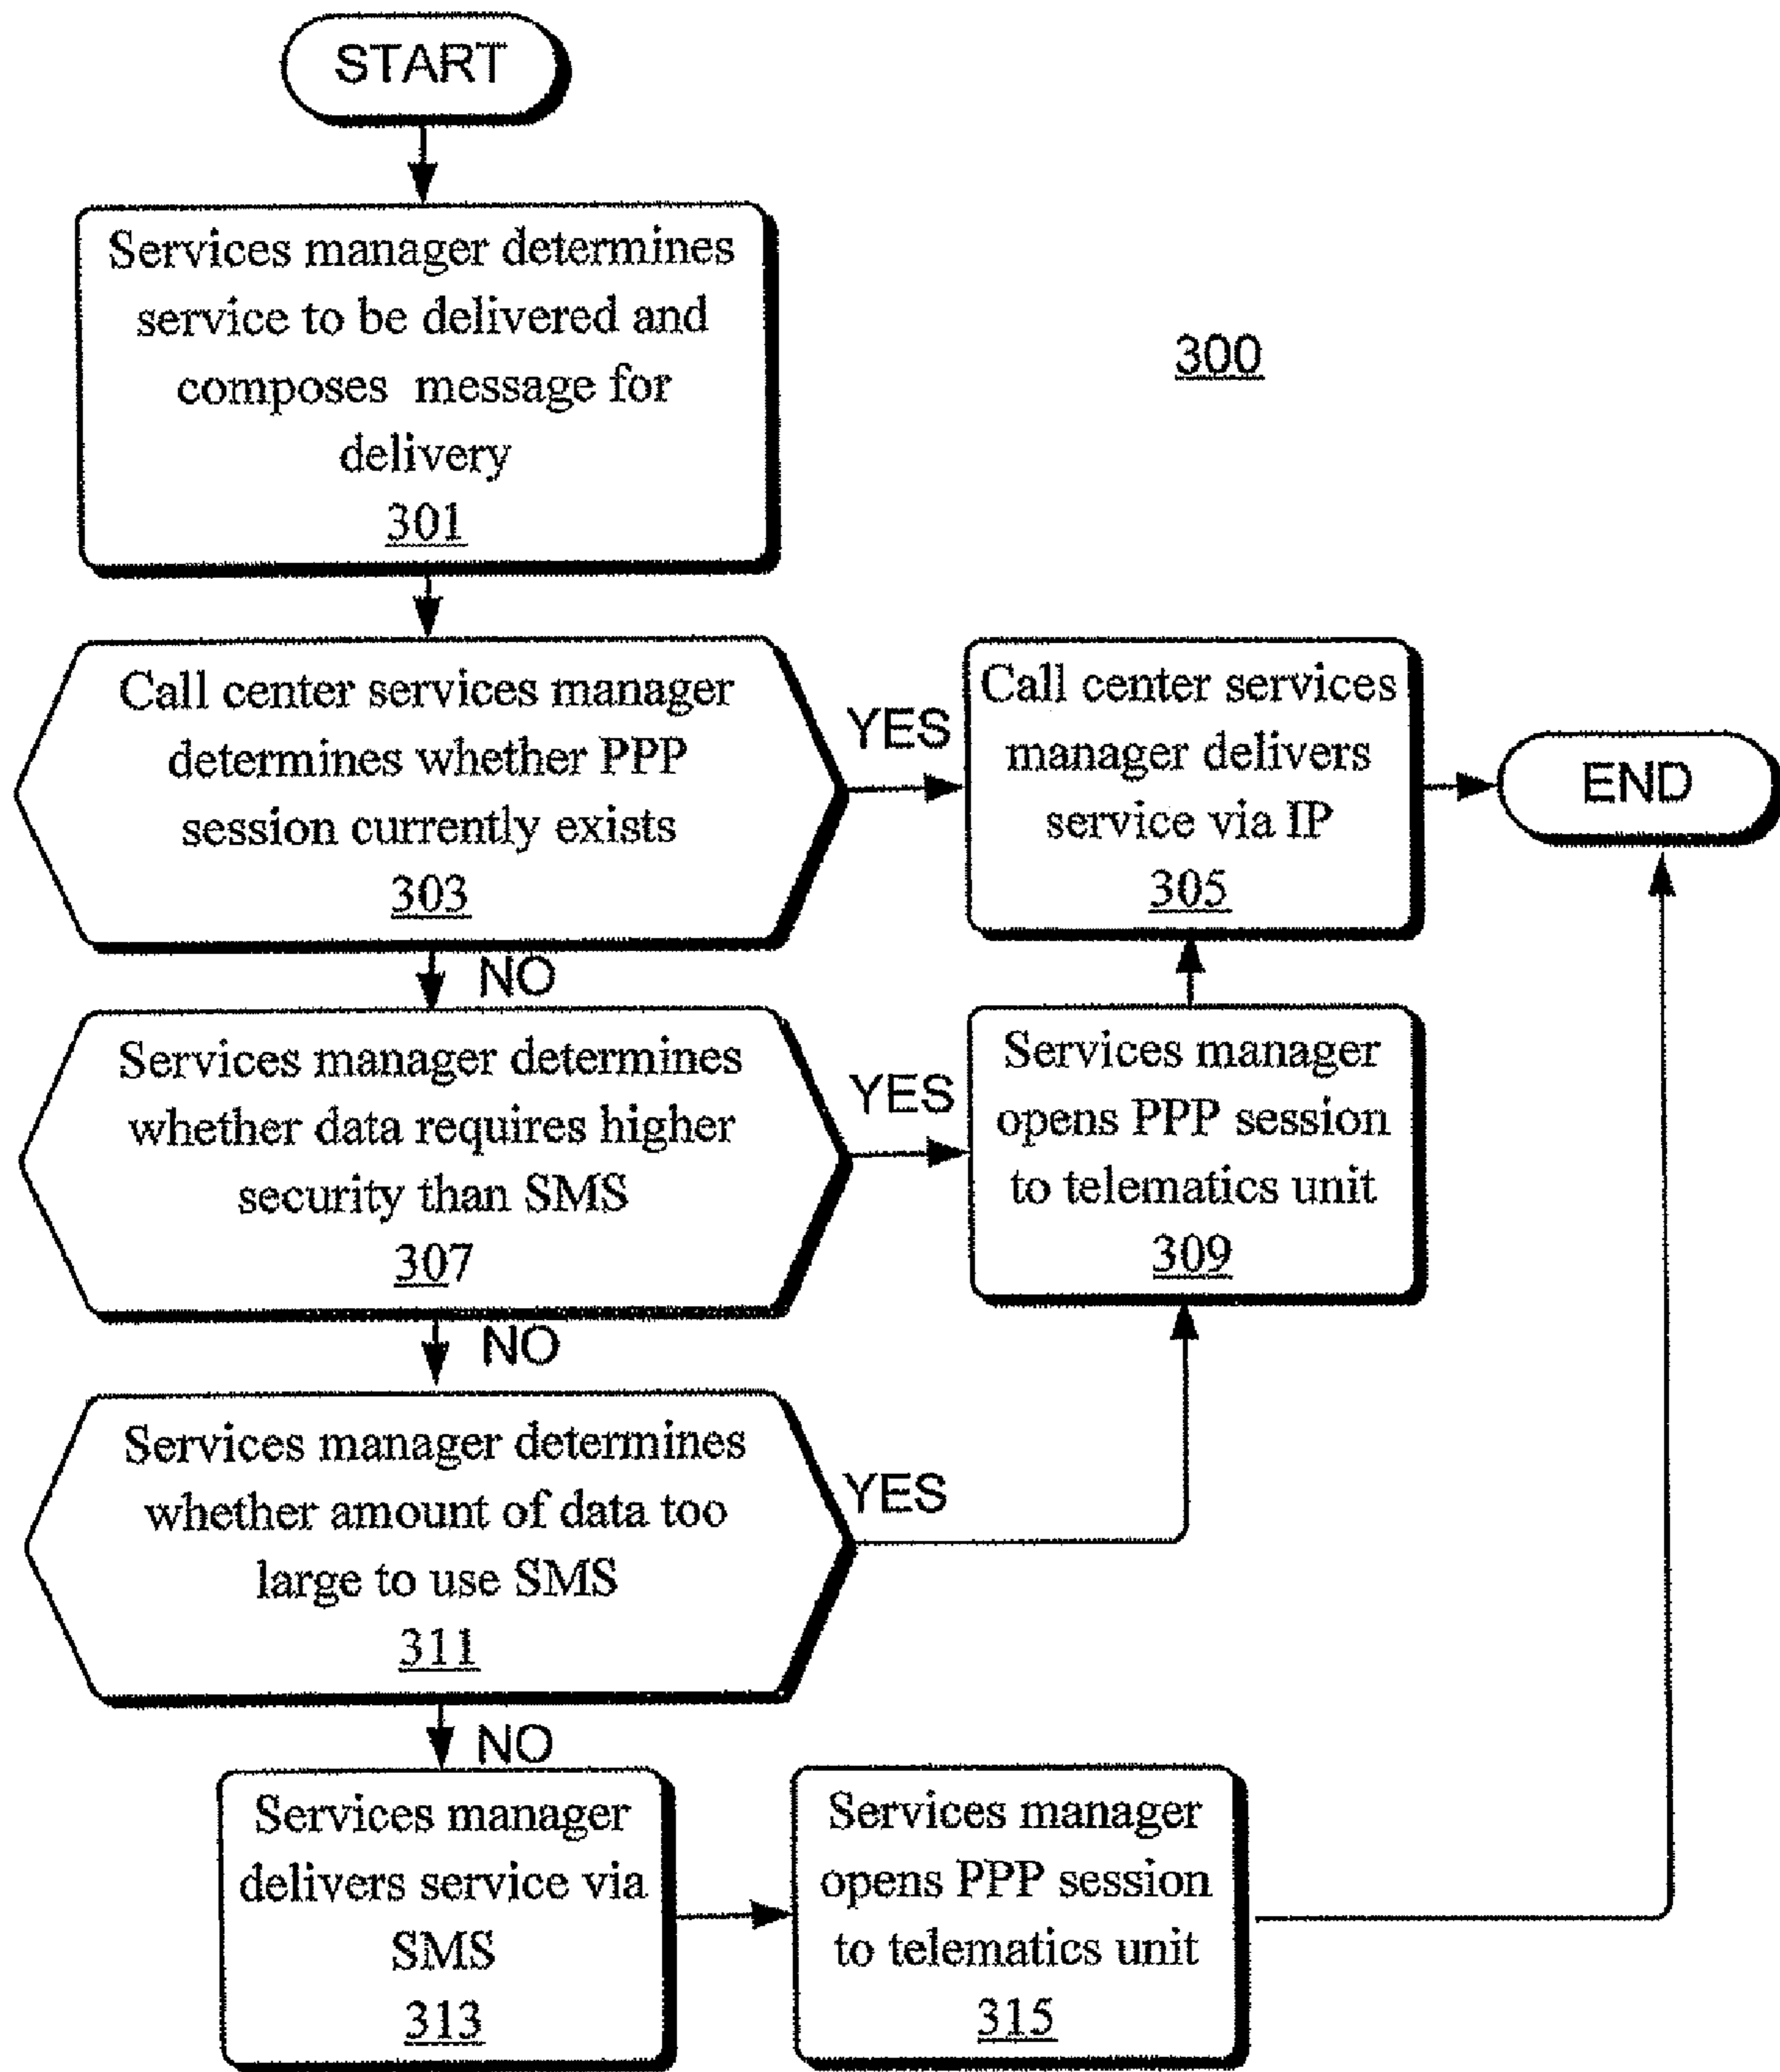 START
Services manager determines
service to be delivered and
composes message for
delivery
301
300
Call center services manager
determines whether PPP
session currently exists
303
YES
Call center services
manager delivers
service via IP
305
END
NO
Services manager determines
whether data requires higher
security than SMS
307
YES
Services manager
opens PPP session
to telematics unit
309
NO
Services manager determines
whether amount of data too
large to use SMS
311
YES
NO
Services manager
delivers service via
SMS
313
Services manager
opens PPP session
to telematics unit
315